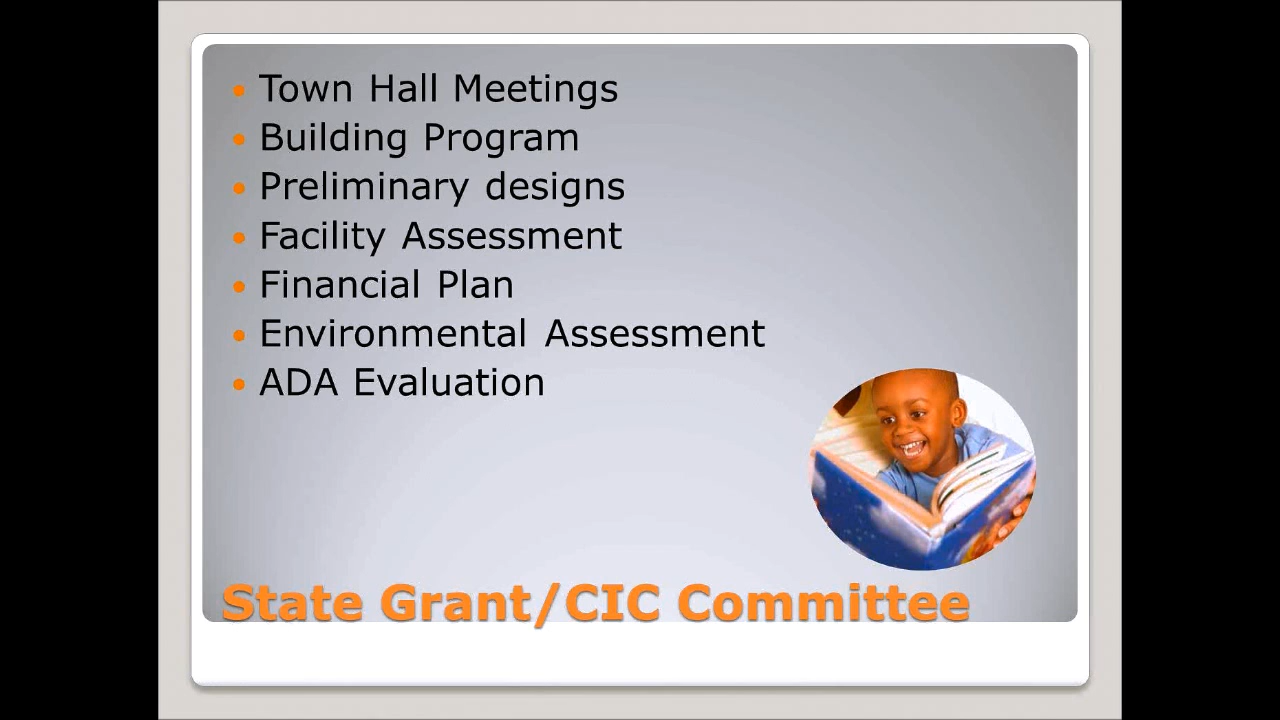 Town Hall Meetings
Building Program
Preliminary designs
Facility Assessment
Financial Plan
Environmental Assessment
ADA Evaluation
State Grant/CIC Committee